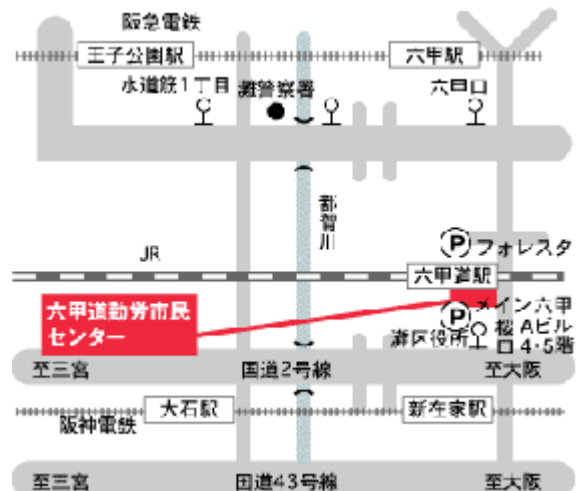 阪急電鉄
王子公園駅
六甲駅
水道筋1丁目
灘警察署
六甲口
都賀川
JR
P フォレスタ
六甲道駅
六甲道勤労市民
センター
P メイン六甲
Aビル
4・5階
桜口
灘区役所
至三宮
国道2号線
至大阪
大石駅
新在家駅
阪神電鉄
至三宮
国道43号線
至大阪